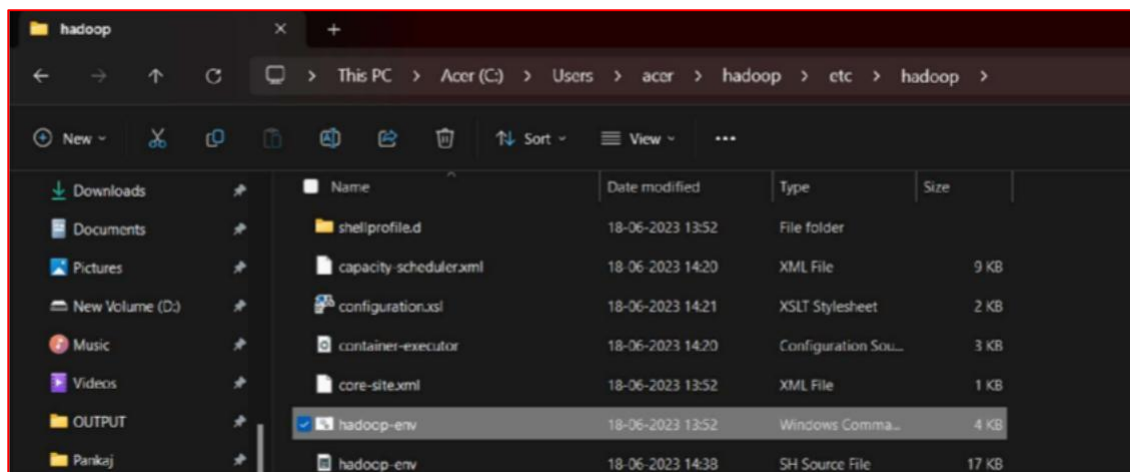 hadoop
This PC > Acer (C:) > Users > acer > hadoop > etc > hadoop >
New Sort View ...
Name Date modified Type Size
Downloads
shellprofile.d 18-06-2023 13:52 File folder
Documents
capacity-scheduler.xml 18-06-2023 14:20 XML File 9 KB
Pictures
configuration.xsl 18-06-2023 14:21 XSLT Stylesheet 2 KB
New Volume (D:)
container-executor 18-06-2023 14:20 Configuration Sou... 3 KB
Music
core-site.xml 18-06-2023 13:52 XML File 1 KB
Videos
hadoop-env 18-06-2023 13:52 Windows Comma... 4 KB
OUTPUT
hadoop-env 18-06-2023 14:38 SH Source File 17 KB
Pankaj